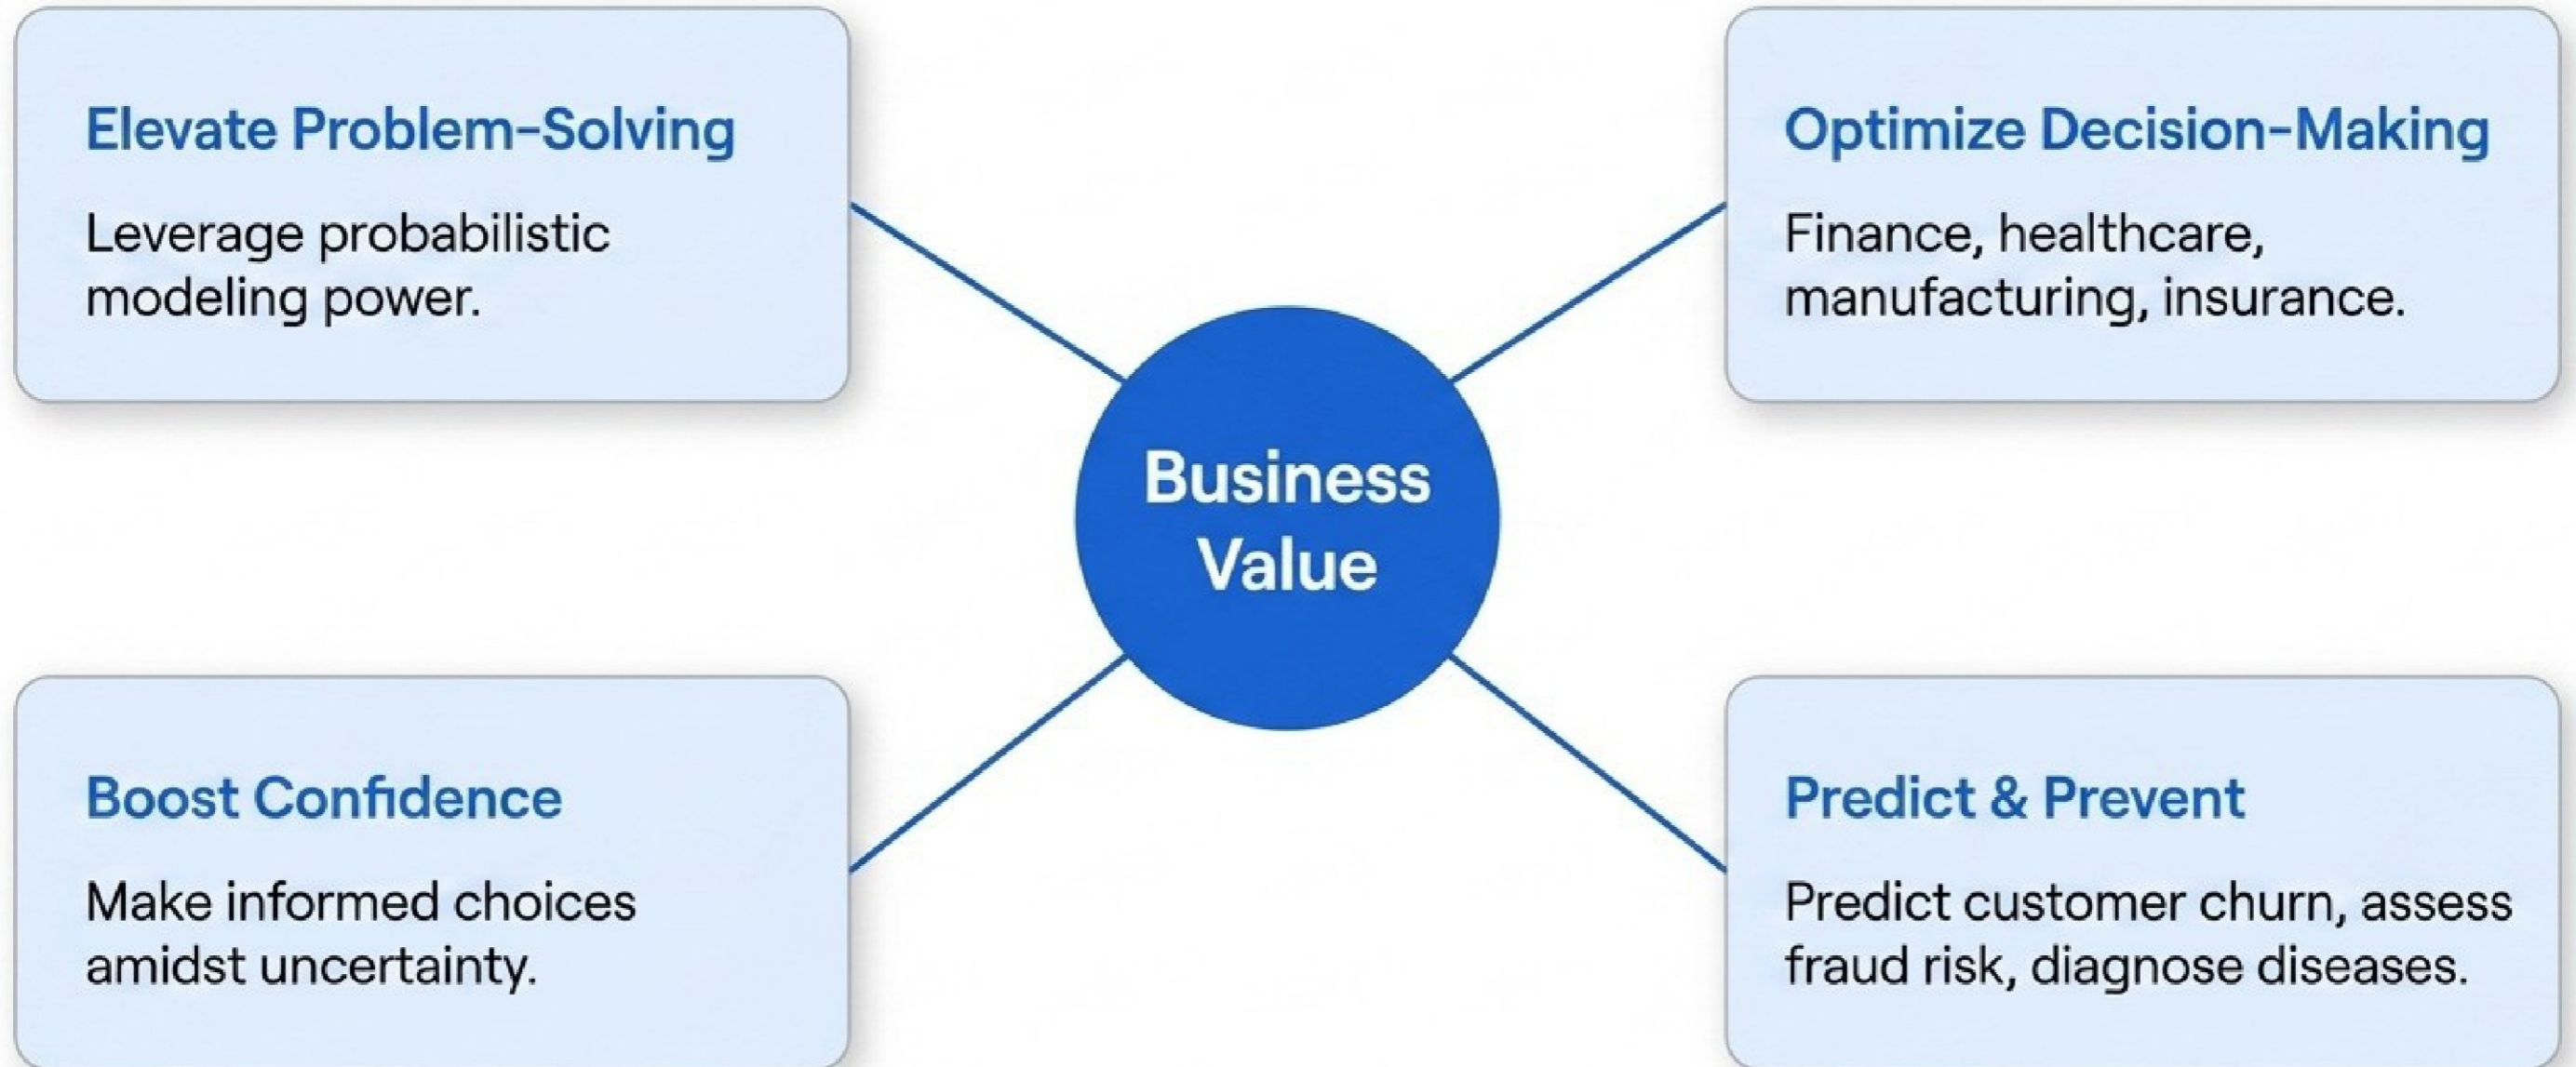 Elevate Problem-Solving
Leverage probabilistic
modeling power.
Optimize Decision-Making
Finance, healthcare,
manufacturing, insurance.
Business
Value
Boost Confidence
Make informed choices
amidst uncertainty.
Predict & Prevent
Predict customer churn, assess
fraud risk, diagnose diseases.